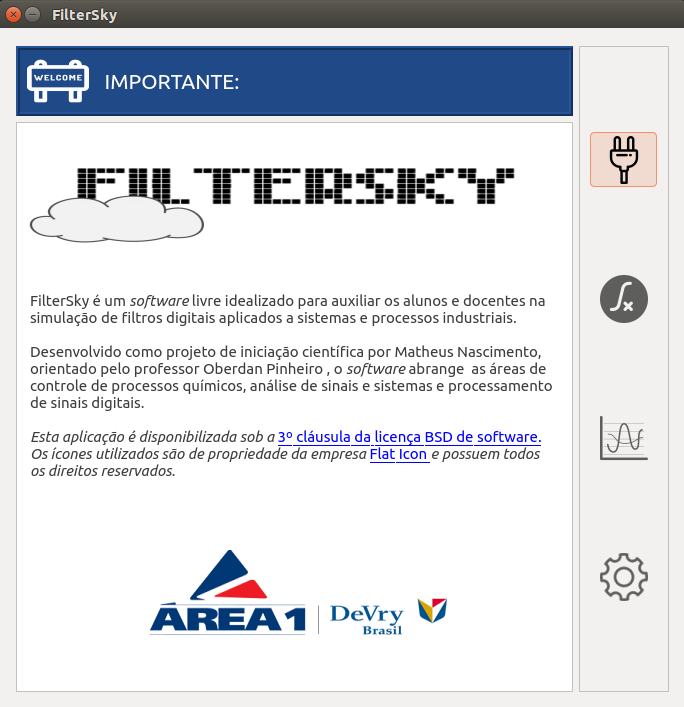 FilterSky
WELCOME
IMPORTANTE:
FILTERSKY
FilterSky é um software livre idealizado para auxiliar os alunos e docentes na
simulação de filtros digitais aplicados a sistemas e processos industriais.
Desenvolvido como projeto de iniciação científica por Matheus Nascimento,
orientado pelo professor Oberdan Pinheiro , o software abrange  as áreas de
controle de processos químicos, análise de sinais e sistemas e processamento
de sinais digitais.
Esta aplicação é disponibilizada sob a 3º cláusula da licença BSD de software.
Os ícones utilizados são de propriedade da empresa Flat Icon e possuem todos
os direitos reservados.
ÁREA1
DeVry
Brasil